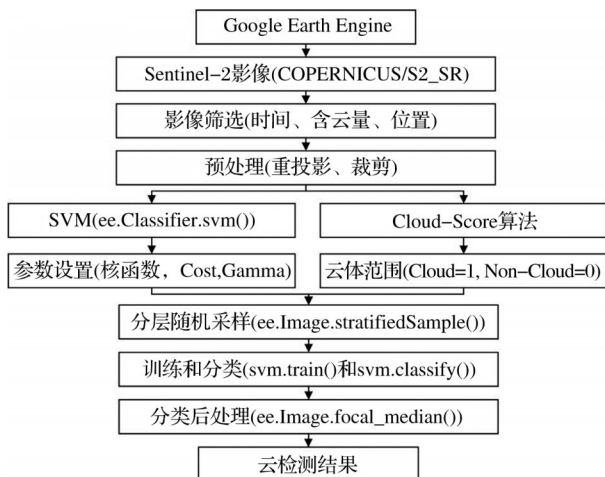 Google Earth Engine
Sentinel-2影像(COPERNICUS/S2_SR)
影像筛选(时间、含云量、位置)
预处理(重投影、裁剪)
SVM(ee.Classifier.svm())
Cloud-Score算法
参数设置(核函数，Cost,Gamma)
云体范围(Cloud=1, Non-Cloud=0)
分层随机采样(ee.Image.stratifiedSample())
训练和分类(svm.train()和svm.classify())
分类后处理(ee.Image.focal_median())
云检测结果